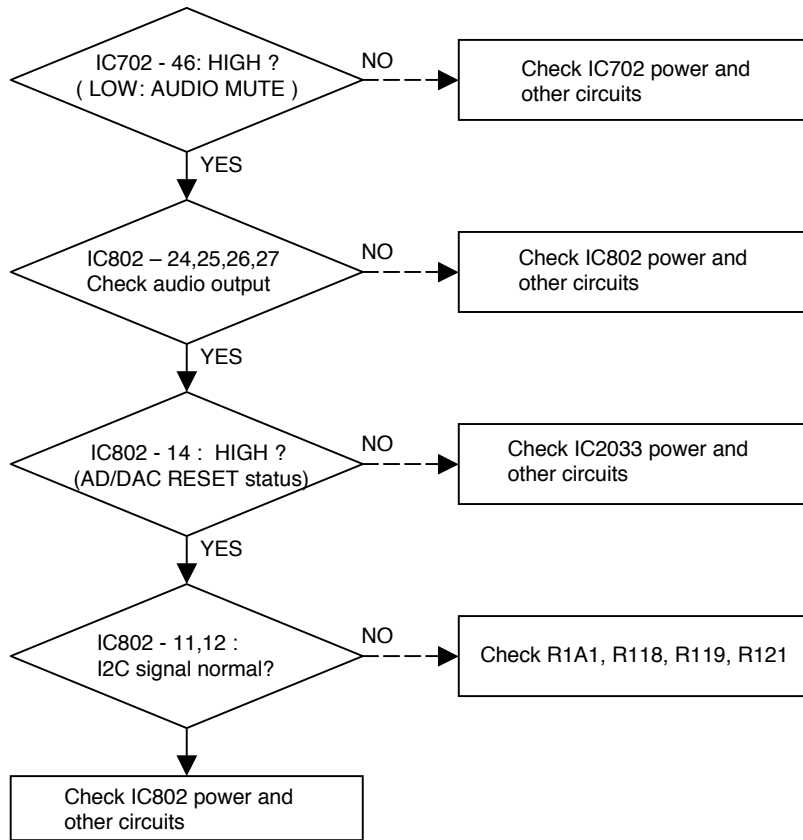 IC702 - 46: HIGH ?
( LOW: AUDIO MUTE )
NO
Check IC702 power and
other circuits
YES
IC802 – 24,25,26,27
Check audio output
NO
Check IC802 power and
other circuits
YES
IC802 - 14 :  HIGH ?
(AD/DAC RESET status)
NO
Check IC2033 power and
other circuits
YES
IC802 - 11,12 :
I2C signal normal?
NO
Check R1A1, R118, R119, R121
Check IC802 power and
other circuits